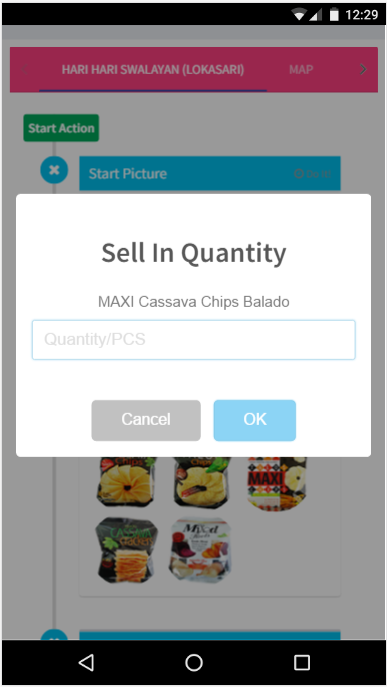 12:29
HARI HARI SWALAYAN (LOKASARI)
MAP
Start Action
Start Picture
Sell In Quantity
MAXI Cassava Chips Balado
Quantity/PCS
Cancel
OK
MAXI